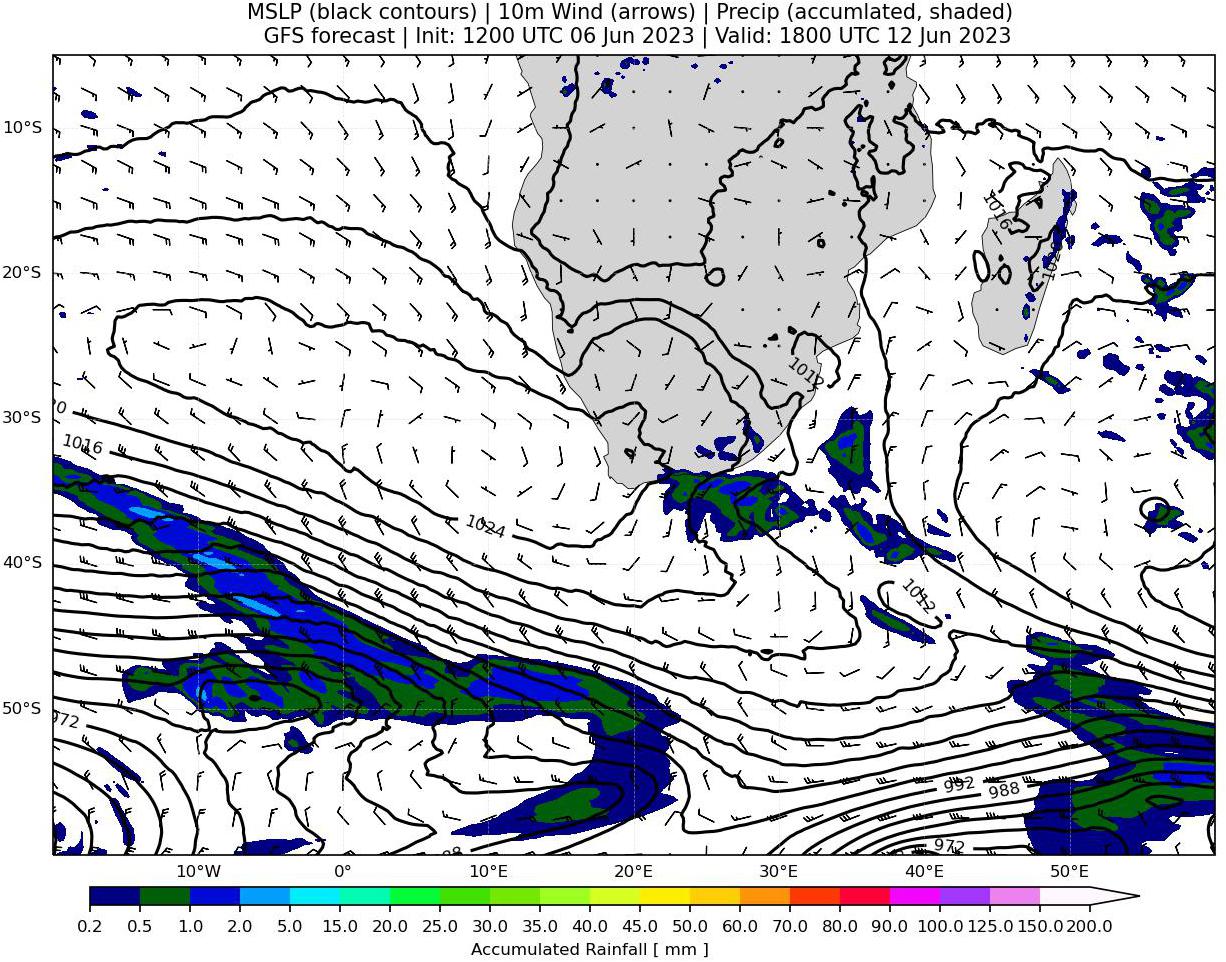 MSLP (black contours) | 10m Wind (arrows) | Precip (accumlated, shaded)
GFS forecast | Init: 1200 UTC 06 Jun 2023 | Valid: 1800 UTC 12 Jun 2023
10°S
1016
1020
20°S
1012
30°S
1016
1024
40°S
1012
50°S
972
992
988
972
10°W
0°
10°E
20°E
30°E
40°E
50°E
0.2 0.5 1.0 2.0 5.0 10.0 15.0 20.0 25.0 30.0 35.0 40.0 45.0 50.0 60.0 70.0 80.0 90.0 100.0 125.0 150.0 200.0
Accumulated Rainfall [ mm ]